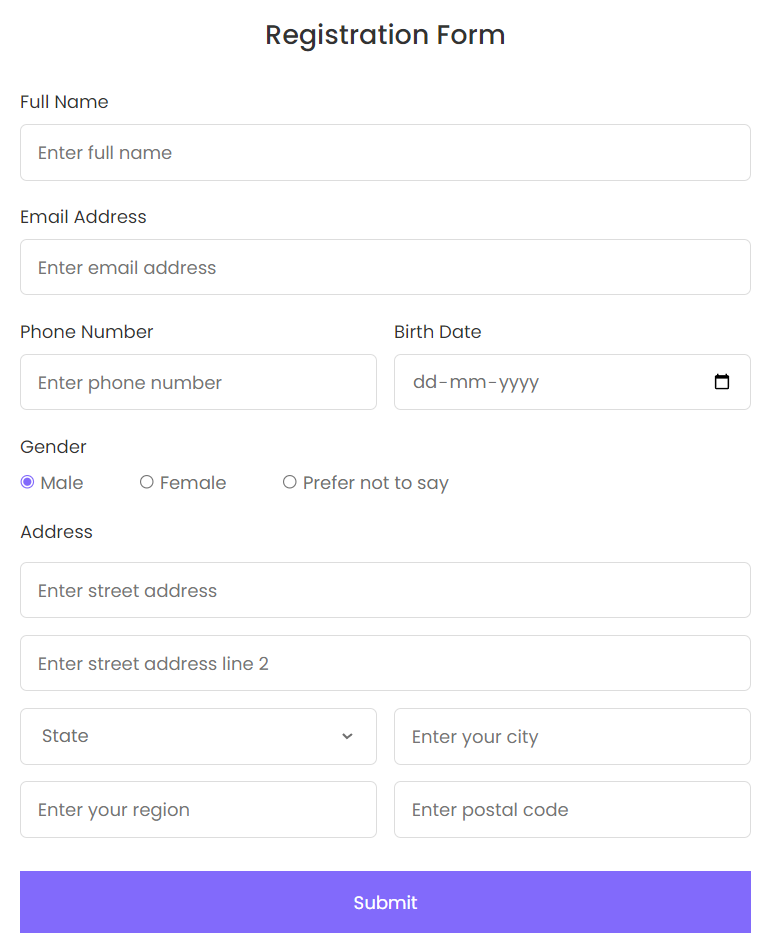 Registration Form
Full Name
Enter full name
Email Address
Enter email address
Phone Number Birth Date
Enter phone number dd-mm-yyyy
Gender
Male Female Prefer not to say
Address
Enter street address
Enter street address line 2
State Enter your city
Enter your region Enter postal code
Submit